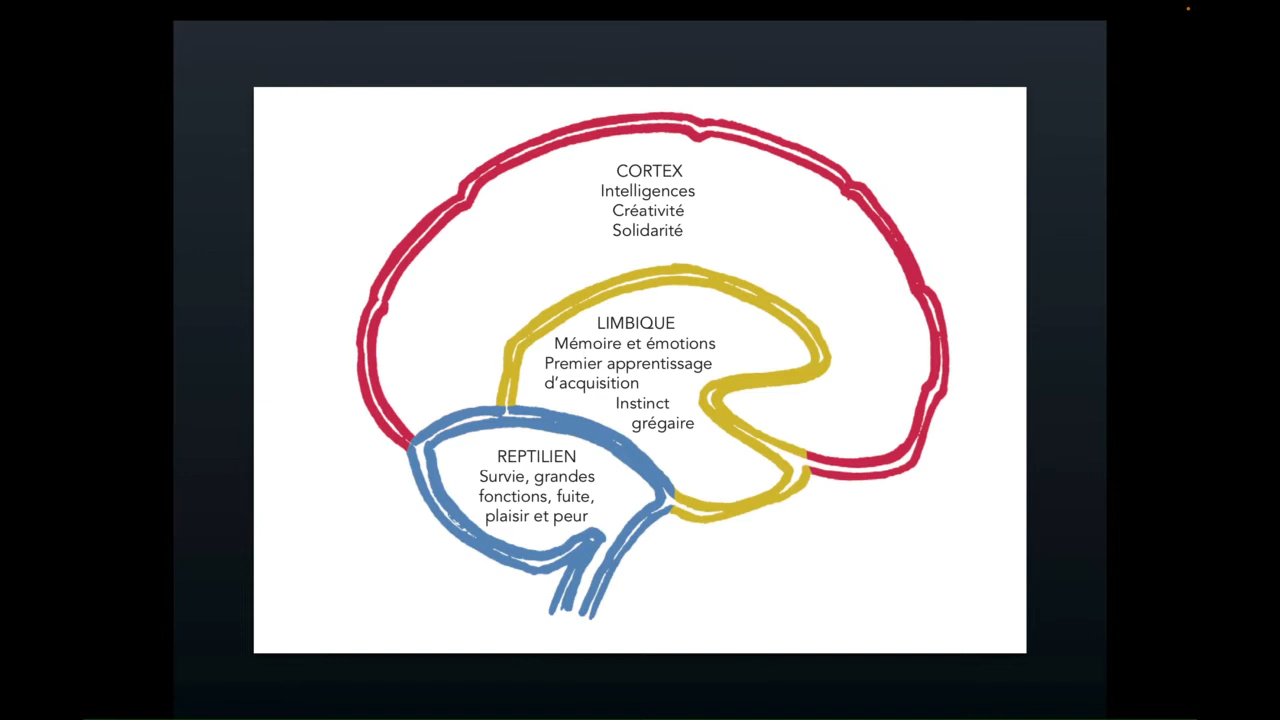 CORTEX
Intelligences
Créativité
Solidarité
LIMBIQUE
Mémoire et émotions
Premier apprentissage
d’acquisition
Instinct
grégaire
REPTILIEN
Survie, grandes
fonctions, fuite,
plaisir et peur